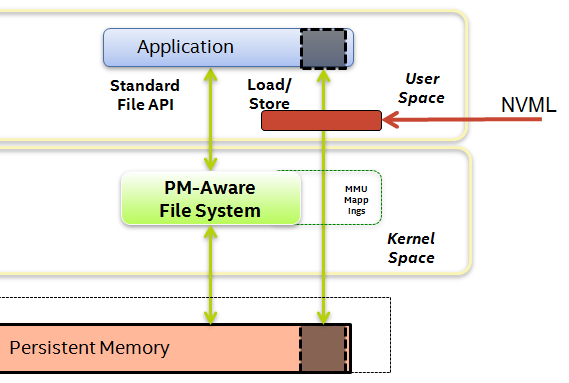 Application
Standard
File API
Load/
Store
User
Space
NVML
PM-Aware
File System
MMU
Mapp
ings
Kernel
Space
Persistent Memory